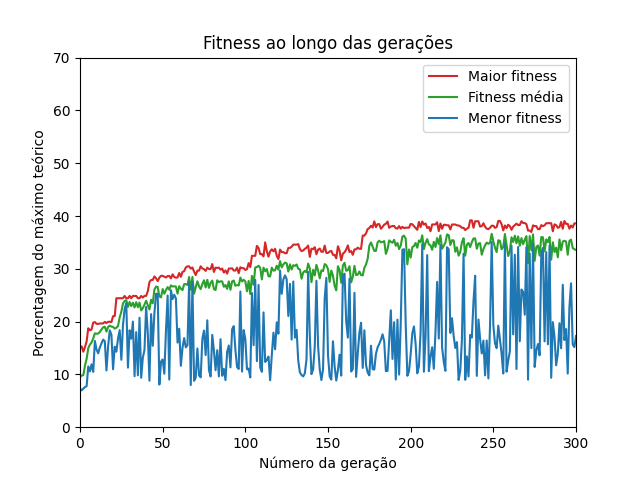 Fitness ao longo das gerações
Maior fitness
Fitness média
Menor fitness
Porcentagem do máximo teórico
70
60
50
40
30
20
10
0
0 50 100 150 200 250 300
Número da geração